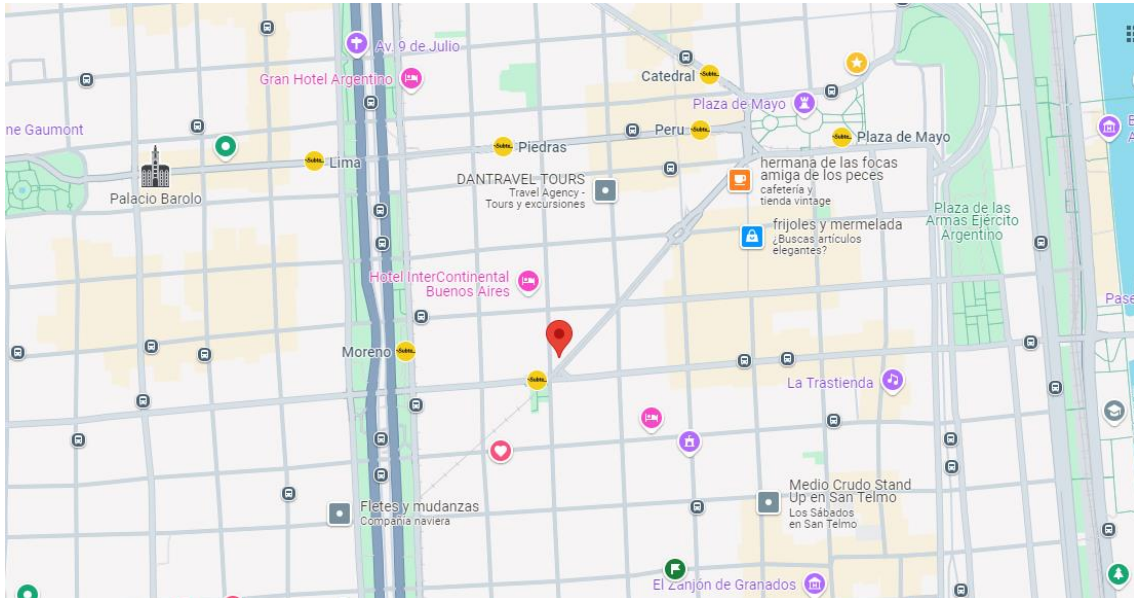 Av. 9 de Julio
Gran Hotel Argentino
Catedral
Plaza de Mayo
ne Gaumont
Peru
Plaza de Mayo
Piedras
Lima
hermana de las focas
amiga de los peces
cafetería y
tienda vintage
DANTRAVEL TOURS
Travel Agency -
Tours y excursiones
Palacio Barolo
Plaza de las
Armas Ejército
Argentino
frijoles y mermelada
¿Buscas artículos
elegantes?
Hotel InterContinental
Buenos Aires
Pase
Moreno
La Trastienda
Medio Crudo Stand
Up en San Telmo
Los Sábados
en San Telmo
Fletes y mudanzas
Compañía naviera
El Zanjón de Granados